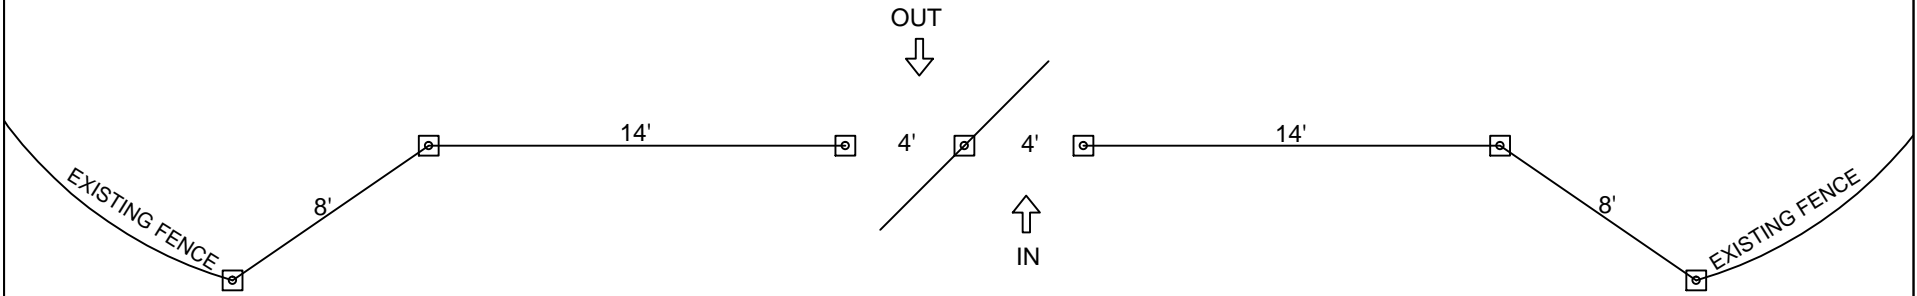 OUT
14'
4'
4'
14'
EXISTING FENCE
8'
8'
EXISTING FENCE
IN